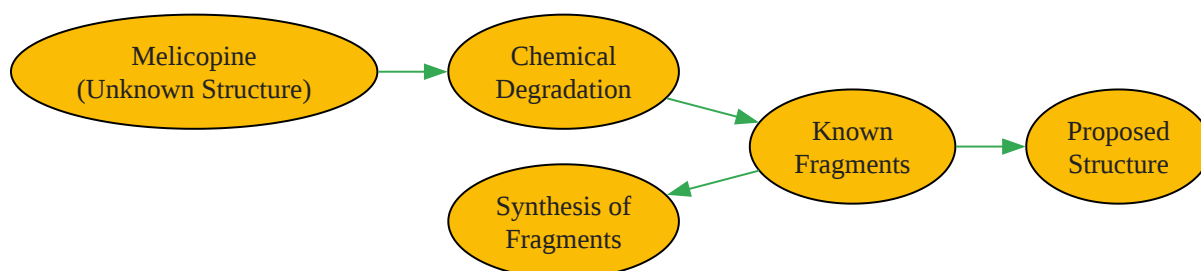 Melicopine
(Unknown Structure)
Chemical
Degradation
Known
Fragments
Proposed
Structure
Synthesis of
Fragments